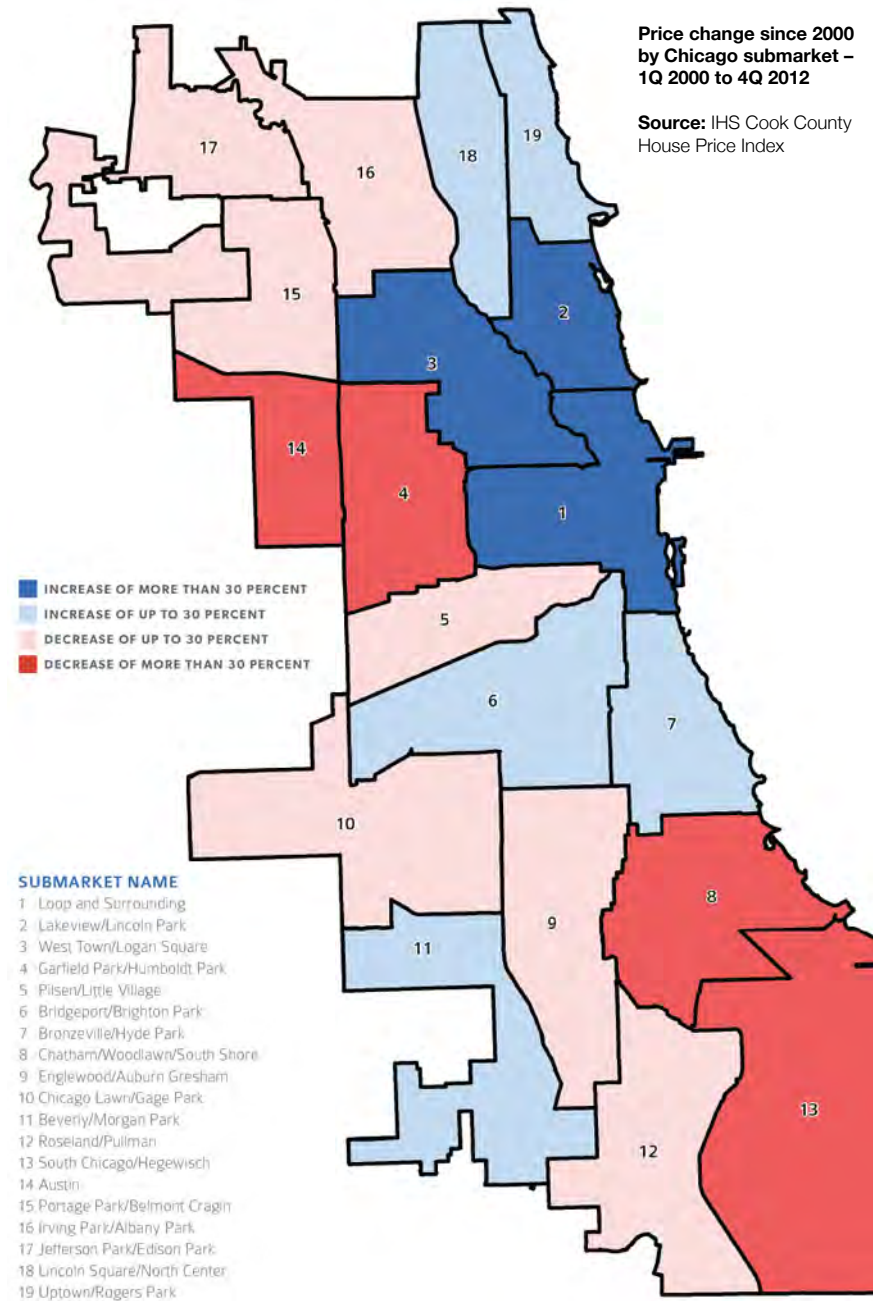 Price change since 2000
by Chicago submarket –
1Q 2000 to 4Q 2012
Source: IHS Cook County
House Price Index
17
16
18
19
15
2
3
14
4
1
INCREASE OF MORE THAN 30 PERCENT
INCREASE OF UP TO 30 PERCENT
DECREASE OF UP TO 30 PERCENT
DECREASE OF MORE THAN 30 PERCENT
5
6
7
10
8
9
11
13
12
SUBMARKET NAME
1 Loop and Surrounding
2 Lakeview/Lincoln Park
3 West Town/Logan Square
4 Garfield Park/Humboldt Park
5 Pilsen/Little Village
6 Bridgeport/Brighton Park
7 Bronzeville/Hyde Park
8 Chatham/Woodlawn/South Shore
9 Englewood/Auburn Gresham
10 Chicago Lawn/Gage Park
11 Beverly/Morgan Park
12 Roseland/Pullman
13 South Chicago/Hegewisch
14 Austin
15 Portage Park/Belmont Cragin
16 Irving Park/Albany Park
17 Jefferson Park/Edison Park
18 Lincoln Square/North Center
19 Uptown/Rogers Park